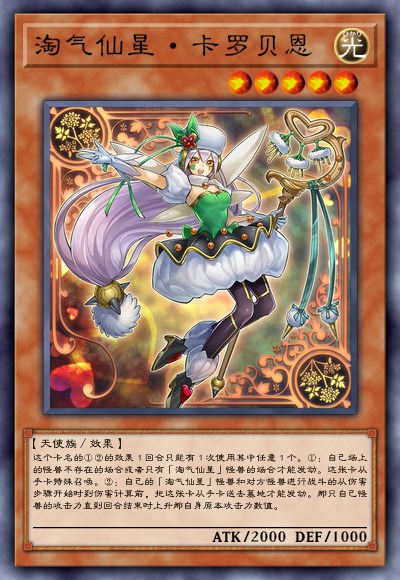 淘气仙星·卡罗贝恩
ひかり
光
【天使族/效果】
这个卡名的①②的效果1回合只能有1次使用其中任意1个。①:自己场上
的怪兽不存在的场合或者只有「淘气仙星」怪兽的场合才能发动。这张卡从
手卡特殊召唤。②:自己的「淘气仙星」怪兽和对方怪兽进行战斗的从伤害
步骤开始时到伤害计算前,把这张卡从手卡送去墓地才能发动。那只自己怪
兽的攻击力直到回合结束时上升那自身原本攻击力数值。
ATK/2000 DEF/1000